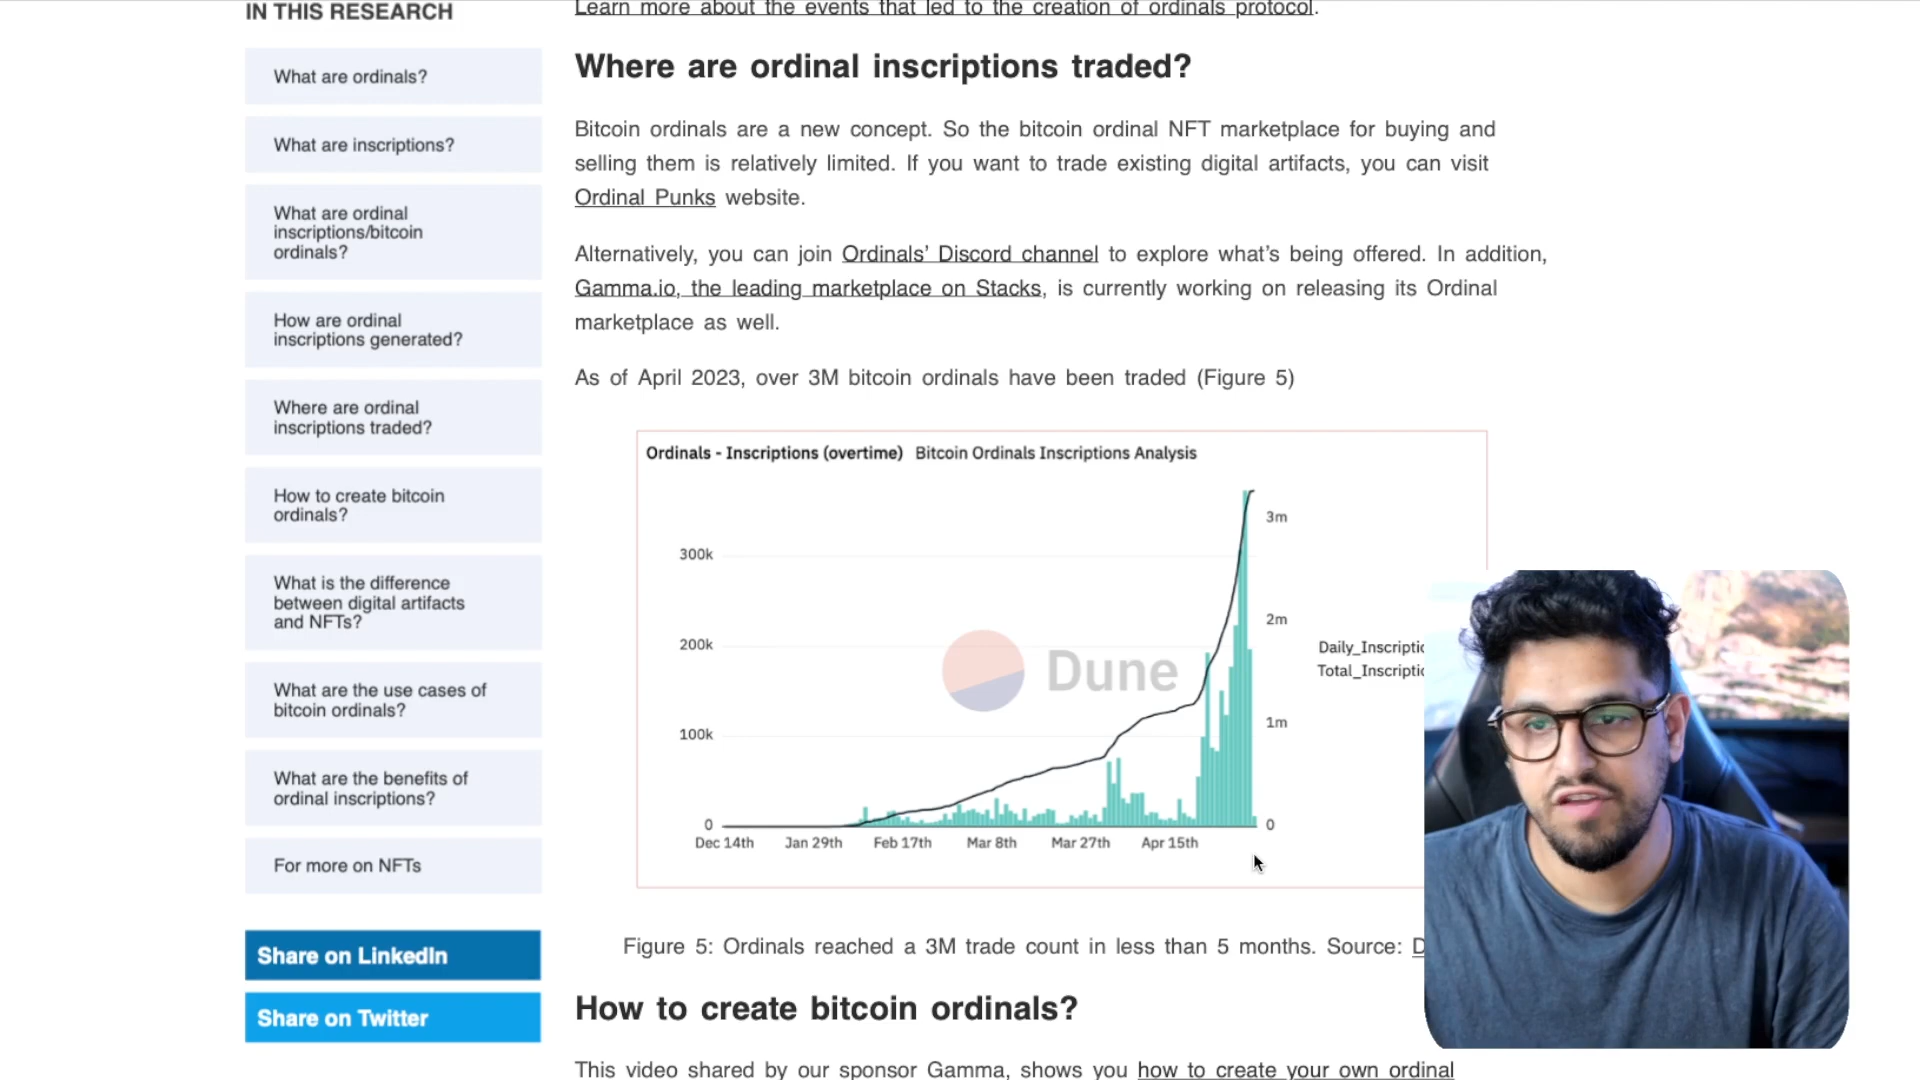 IN THIS RESEARCH
What are ordinals?
What are inscriptions?
What are ordinal
inscriptions/bitcoin
ordinals?
How are ordinal
inscriptions generated?
Where are ordinal
inscriptions traded?
How to create bitcoin
ordinals?
What is the difference
between digital artifacts
and NFTs?
What are the use cases of
bitcoin ordinals?
What are the benefits of
ordinal inscriptions?
For more on NFTs
Share on LinkedIn
Share on Twitter
Learn more about the events that led to the creation of ordinals protocol.
Where are ordinal inscriptions traded?
Bitcoin ordinals are a new concept. So the bitcoin ordinal NFT marketplace for buying and
selling them is relatively limited. If you want to trade existing digital artifacts, you can visit
Ordinal Punks website.
Alternatively, you can join Ordinals’ Discord channel to explore what’s being offered. In addition,
Gamma.io, the leading marketplace on Stacks, is currently working on releasing its Ordinal
marketplace as well.
As of April 2023, over 3M bitcoin ordinals have been traded (Figure 5)
Ordinals - Inscriptions (overtime) Bitcoin Ordinals Inscriptions Analysis
300k
200k
100k
0
3m
2m
1m
0
Dune
Daily_Inscriptio
Total_Inscriptio
Dec 14th Jan 29th Feb 17th Mar 8th Mar 27th Apr 15th
Figure 5: Ordinals reached a 3M trade count in less than 5 months. Source: D
How to create bitcoin ordinals?
This video shared by our sponsor Gamma, shows you how to create your own ordinal